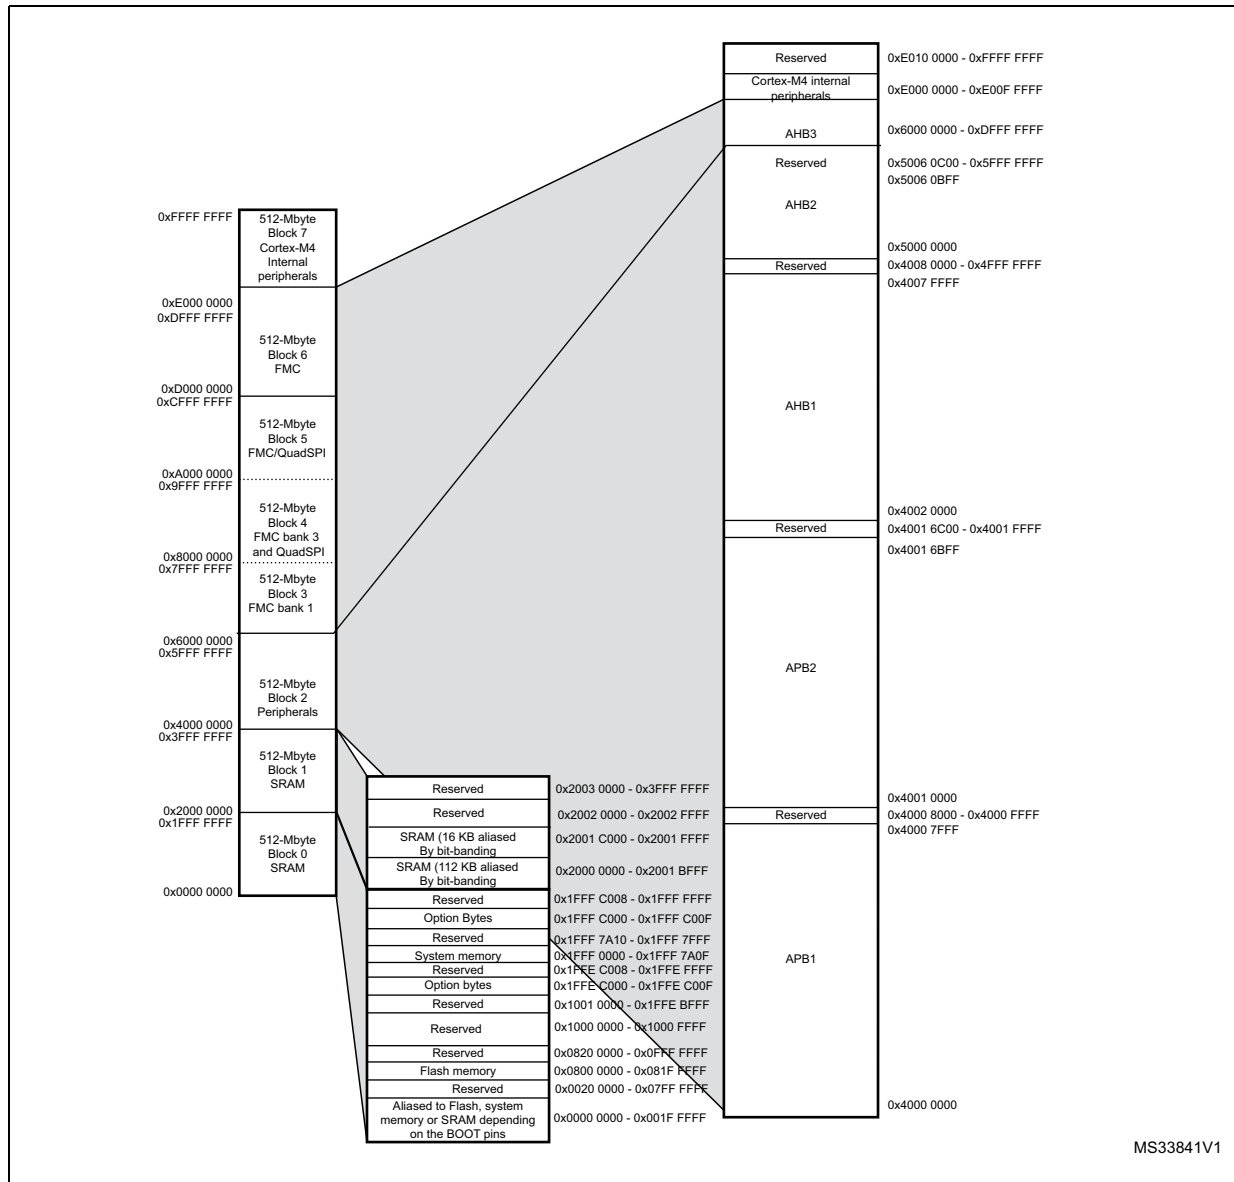 0xFFFF FFFF
512-Mbyte
Block 7
Cortex-M4
Internal
peripherals
0xE000 0000
0xDFFF FFFF
512-Mbyte
Block 6
FMC
0xD000 0000
0xCFFF FFFF
512-Mbyte
Block 5
FMC/QuadSPI
0xA000 0000
0x9FFF FFFF
512-Mbyte
Block 4
FMC bank 3
and QuadSPI
0x8000 0000
0x7FFF FFFF
512-Mbyte
Block 3
FMC bank 1
0x6000 0000
0x5FFF FFFF
512-Mbyte
Block 2
Peripherals
0x4000 0000
0x3FFF FFFF
512-Mbyte
Block 1
SRAM
0x2000 0000
0x1FFF FFFF
512-Mbyte
Block 0
SRAM
0x0000 0000
Reserved 0x2003 0000 - 0x3FFF FFFF
Reserved 0x2002 0000 - 0x2002 FFFF
SRAM (16 KB aliased
By bit-banding
0x2001 C000 - 0x2001 FFFF
SRAM (112 KB aliased
By bit-banding
0x2000 0000 - 0x2001 BFFF
Reserved 0x1FFF C008 - 0x1FFF FFFF
Option Bytes 0x1FFF C000 - 0x1FFF C00F
Reserved 0x1FFF 7A10 - 0x1FFF 7FFF
System memory 0x1FFF 0000 - 0x1FFF 7A0F
Reserved 0x1FFE C008 - 0x1FFE FFFF
Option bytes 0x1FFE C000 - 0x1FFE C00F
Reserved 0x1001 0000 - 0x1FFE BFFF
Reserved 0x1000 0000 - 0x1000 FFFF
Reserved 0x0820 0000 - 0x0FFF FFFF
Flash memory 0x0800 0000 - 0x081F FFFF
Reserved 0x0020 0000 - 0x07FF FFFF
Aliased to Flash, system
memory or SRAM depending
on the BOOT pins
0x0000 0000 - 0x001F FFFF
Reserved 0xE010 0000 - 0xFFFF FFFF
Cortex-M4 internal
peripherals
0xE000 0000 - 0xE00F FFFF
AHB3 0x6000 0000 - 0xDFFF FFFF
Reserved 0x5006 0C00 - 0x5FFF FFFF
0x5006 0BFF
AHB2
0x5000 0000
Reserved 0x4008 0000 - 0x4FFF FFFF
0x4007 FFFF
AHB1
0x4002 0000
Reserved 0x4001 6C00 - 0x4001 FFFF
0x4001 6BFF
APB2
0x4001 0000
Reserved 0x4000 8000 - 0x4000 FFFF
0x4000 7FFF
APB1
0x4000 0000
MS33841V1